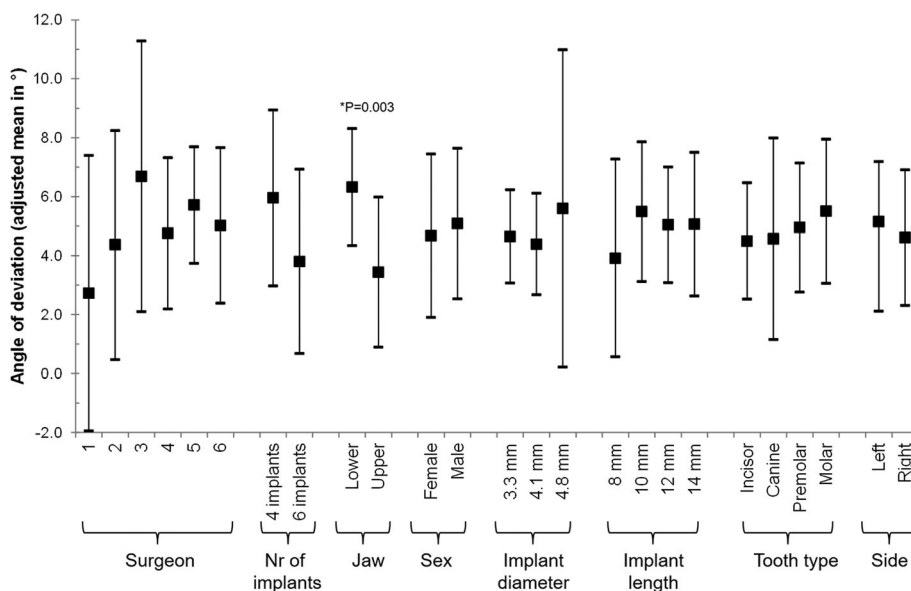 Angle of deviation (adjusted mean in °)
12.0
10.0
8.0
6.0
4.0
2.0
0.0
-2.0
*P=0.003
1
2
3
4
5
6
4 implants
6 implants
Lower
Upper
Female
Male
3.3 mm
4.1 mm
4.8 mm
8 mm
10 mm
12 mm
14 mm
Incisor
Canine
Premolar
Molar
Left
Right
Surgeon
Nr of
implants
Jaw
Sex
Implant
diameter
Implant
length
Tooth type
Side